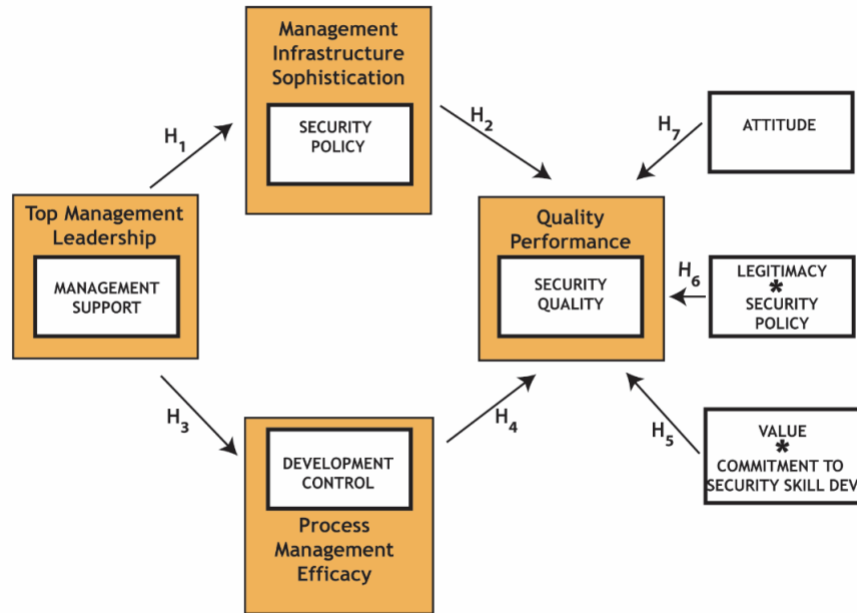 Management
Infrastructure
Sophistication
SECURITY
POLICY
H1
H2
H7
ATTITUDE
Top Management
Leadership
MANAGEMENT
SUPPORT
Quality
Performance
SECURITY
QUALITY
H6
LEGITIMACY
*
SECURITY
POLICY
H3
H4
H5
DEVELOPMENT
CONTROL
Process
Management
Efficacy
VALUE
*
COMMITMENT TO
SECURITY SKILL DEV